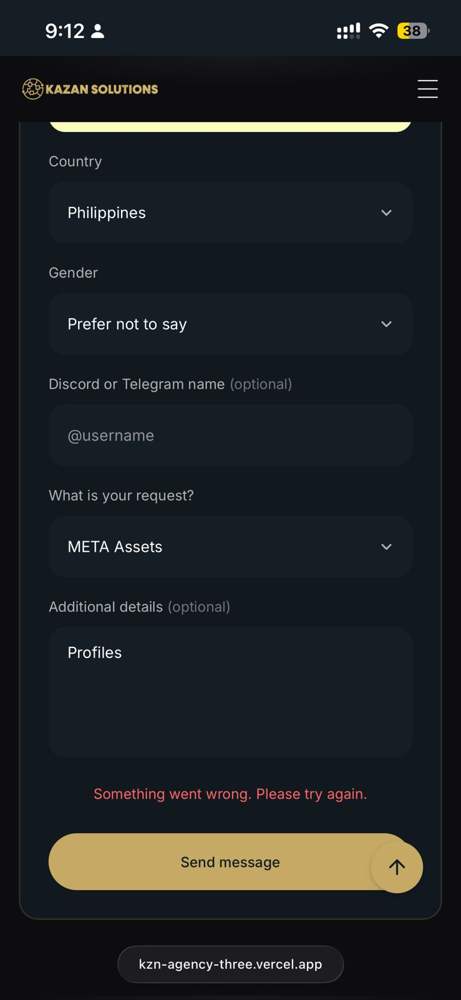 9:12
38
KAZAN SOLUTIONS
Country
Philippines
Gender
Prefer not to say
Discord or Telegram name (optional)
@username
What is your request?
META Assets
Additional details (optional)
Profiles
Something went wrong. Please try again.
Send message
kzn-agency-three.vercel.app